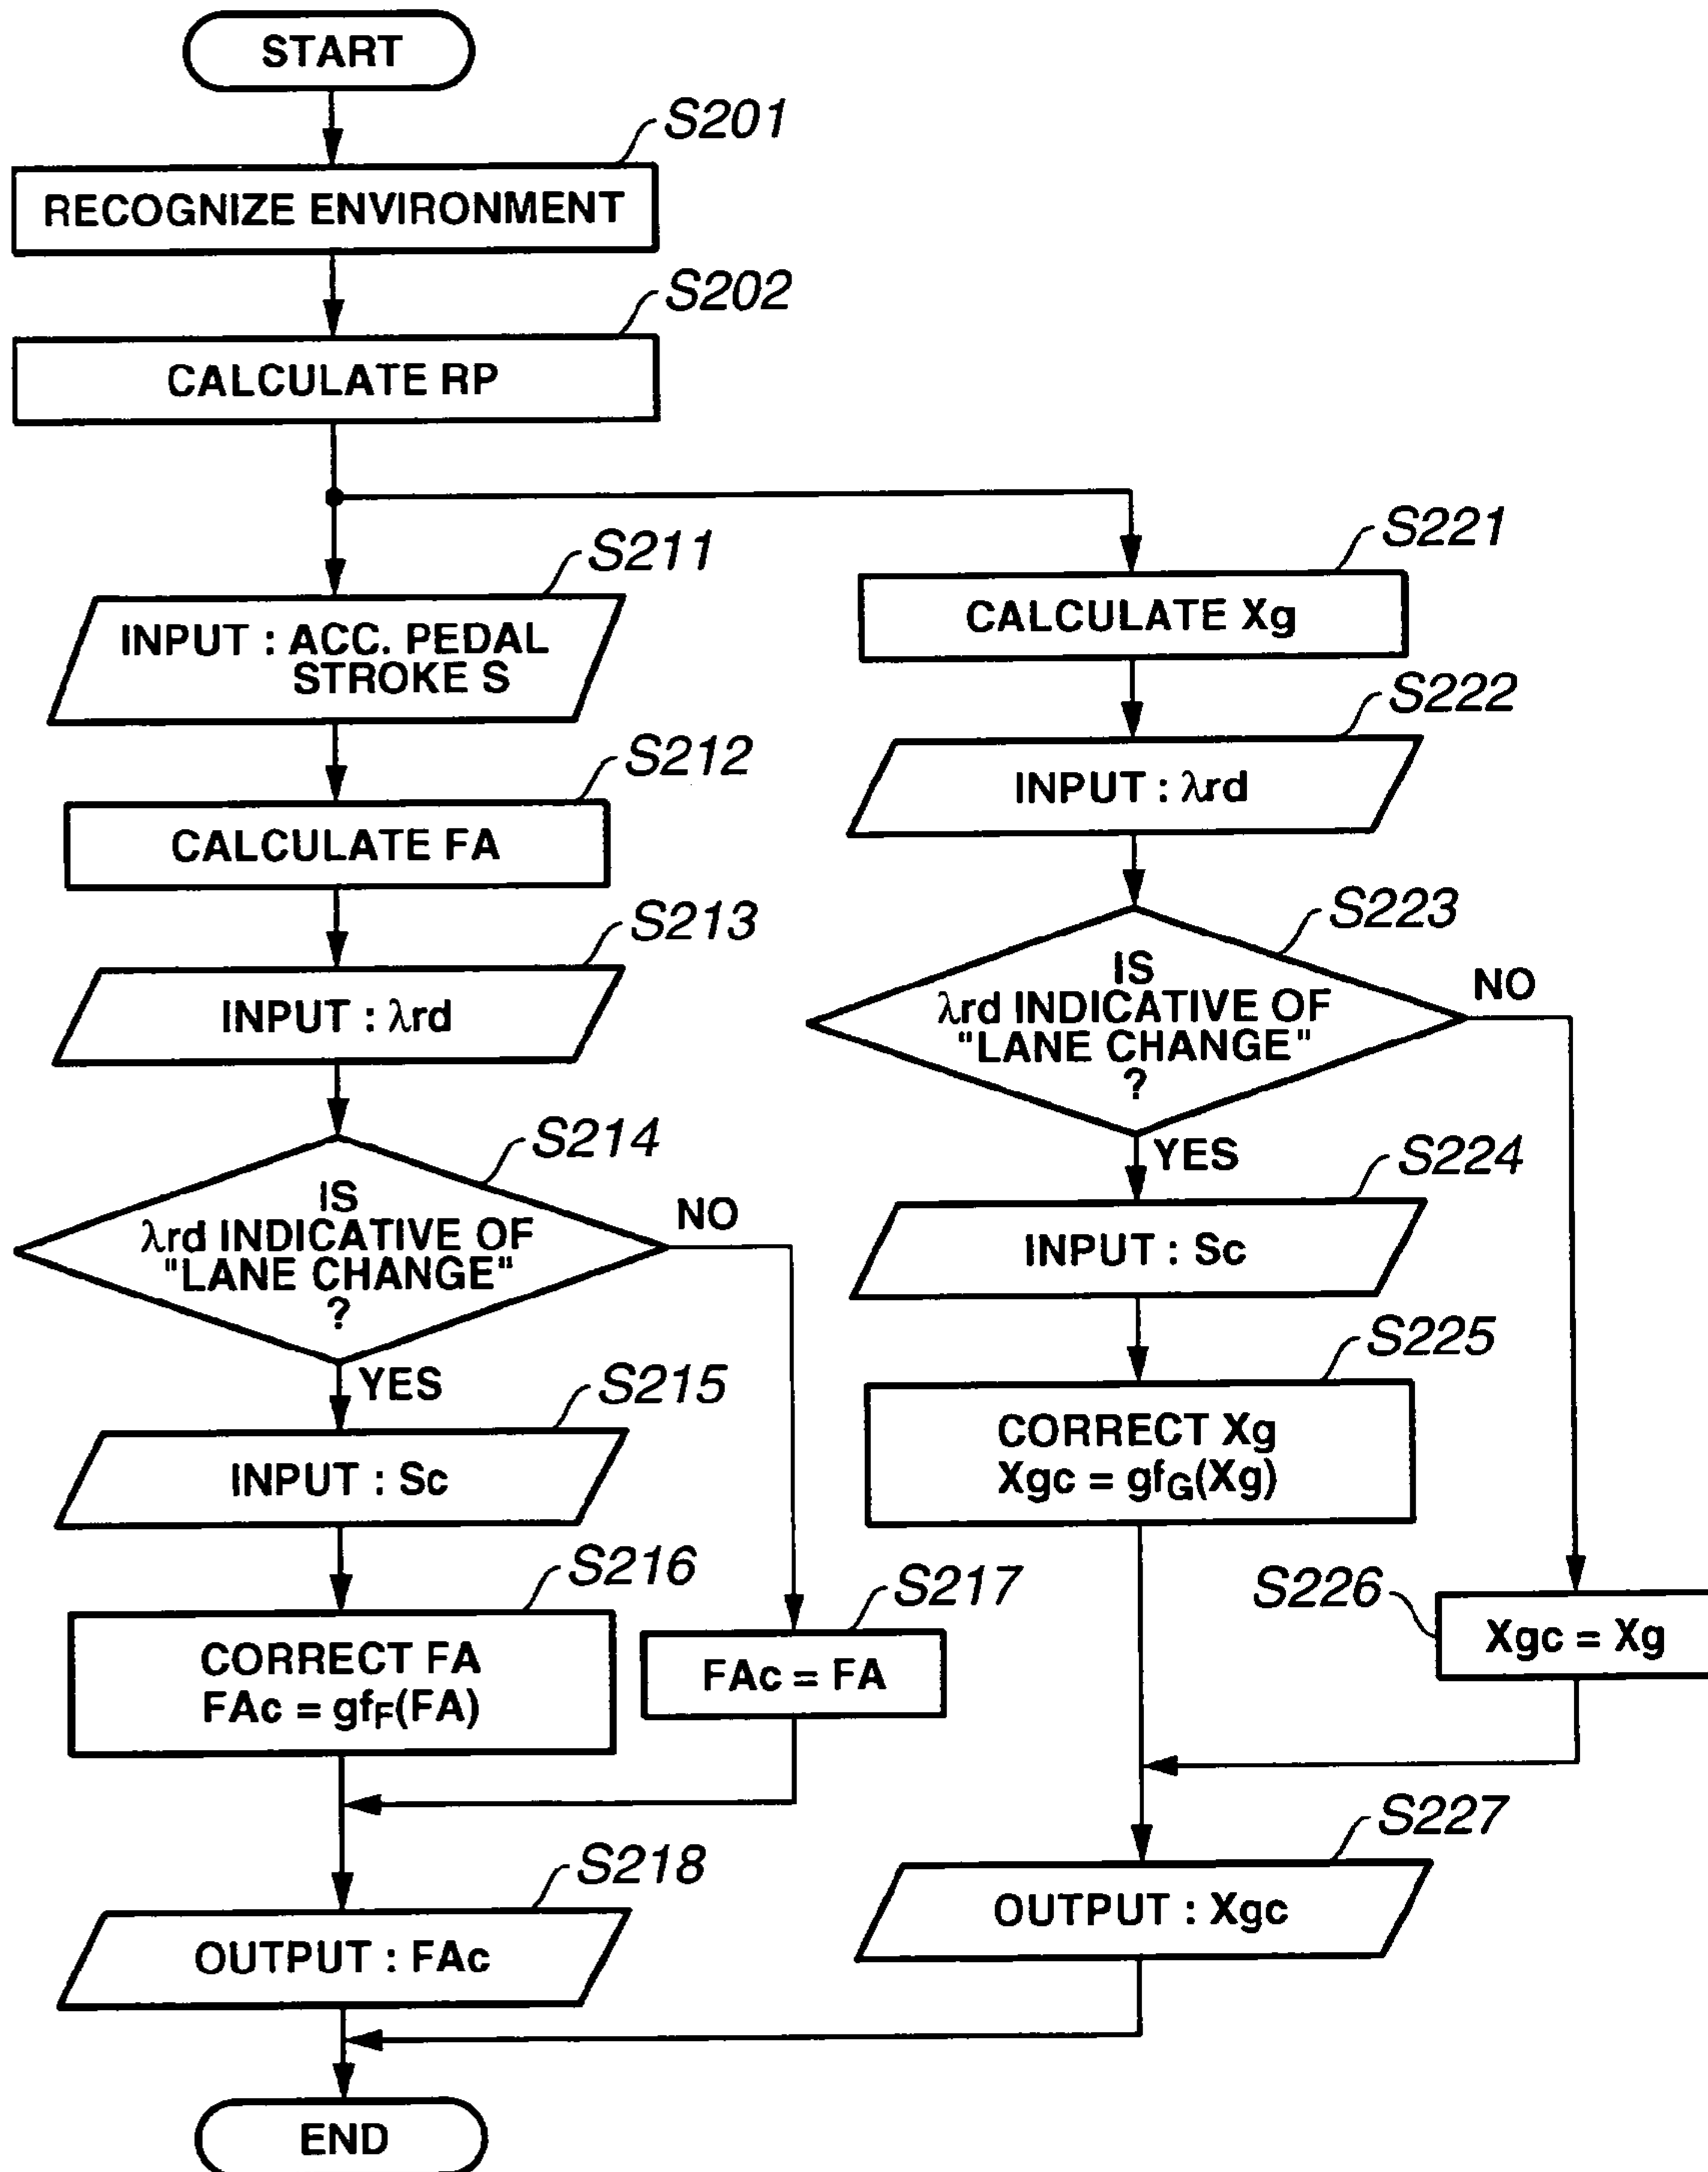 START
S201
RECOGNIZE ENVIRONMENT
S202
CALCULATE RP
S211
INPUT : ACC. PEDAL
STROKE S
S212
CALCULATE FA
S213
INPUT : λrd
S214
IS
λrd INDICATIVE OF
"LANE CHANGE"
?
NO
YES
S215
INPUT : Sc
S216
CORRECT FA
FAc = gfF(FA)
S217
FAc = FA
S218
OUTPUT : FAc
S221
CALCULATE Xg
S222
INPUT : λrd
S223
IS
λrd INDICATIVE OF
"LANE CHANGE"
?
NO
YES
S224
INPUT : Sc
S225
CORRECT Xg
Xgc = gfG(Xg)
S226
Xgc = Xg
S227
OUTPUT : Xgc
END